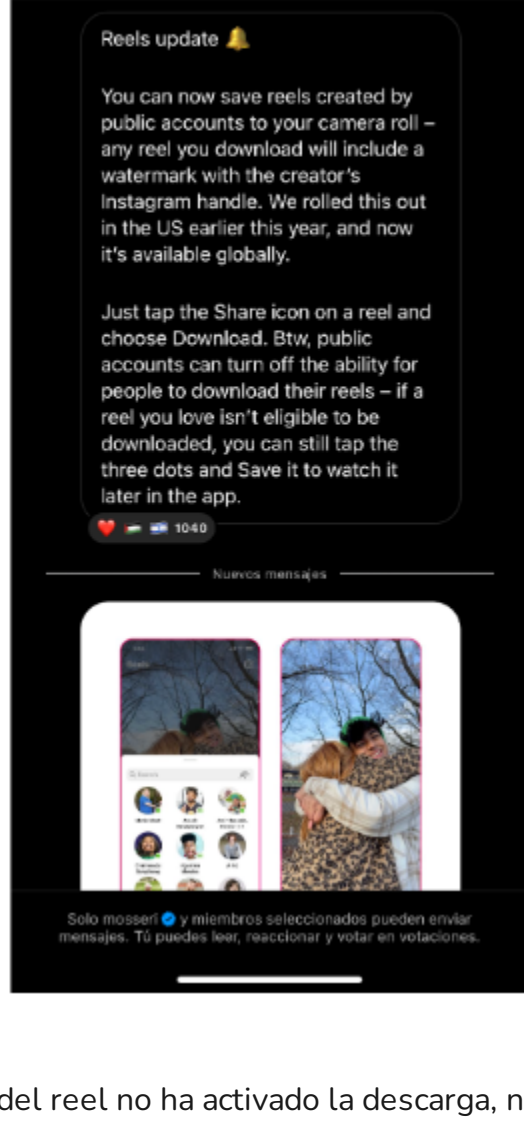 Reels update 🔔
You can now save reels created by
public accounts to your camera roll –
any reel you download will include a
watermark with the creator's
Instagram handle. We rolled this out
in the US earlier this year, and now
it's available globally.
Just tap the Share icon on a reel and
choose Download. Btw, public
accounts can turn off the ability for
people to download their reels – if a
reel you love isn't eligible to be
downloaded, you can still tap the
three dots and Save it to watch it
later in the app.
1040
Nuevos mensajes
Reels
Search
Solo mosseri y miembros seleccionados pueden enviar
mensajes. Tú puedes leer, reaccionar y votar en votaciones.
del reel no ha activado la descarga, n